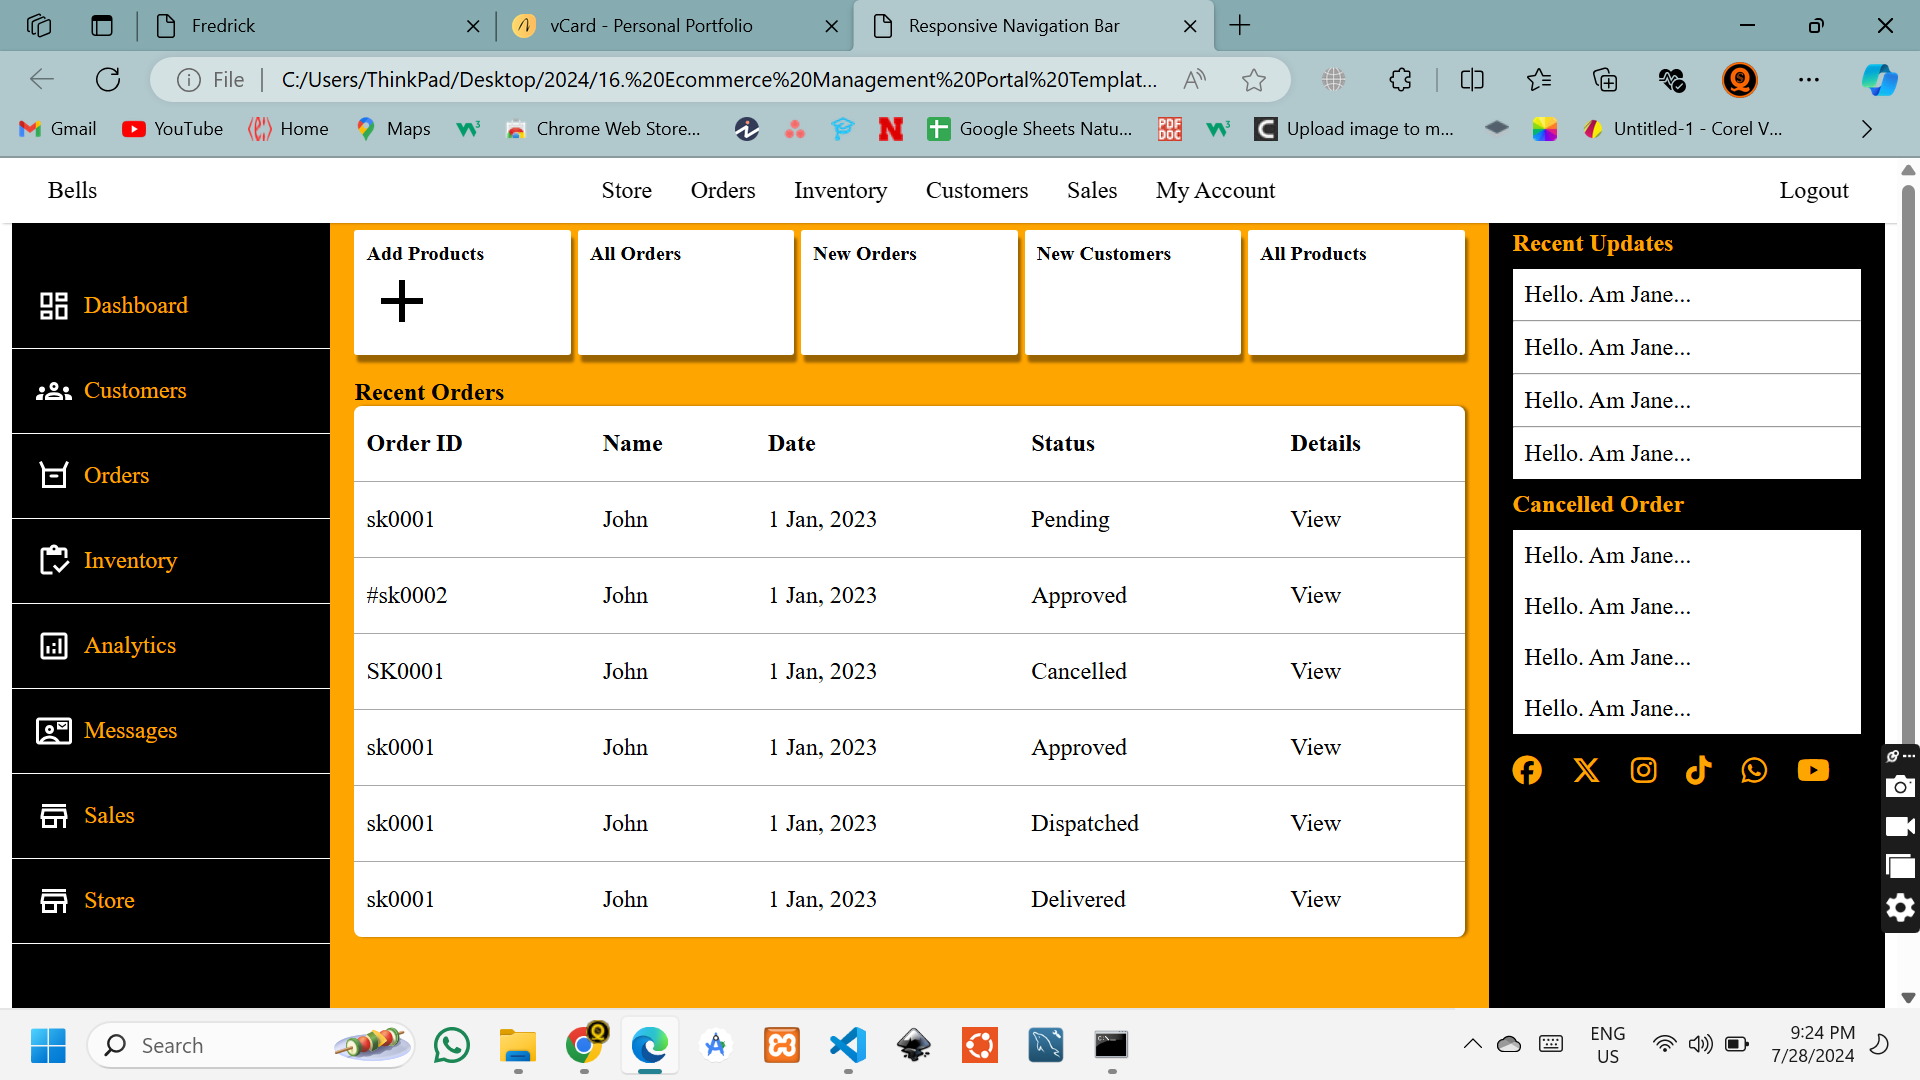 Fredrick
vCard - Personal Portfolio
Responsive Navigation Bar
File
C:/Users/ThinkPad/Desktop/2024/16.%20Ecommerce%20Management%20Portal%20Templat...
Gmail
YouTube
Home
Maps
Chrome Web Store...
Google Sheets Natu...
PDF
DOC
Upload image to m...
Untitled-1 - Corel V...
Bells
Store
Orders
Inventory
Customers
Sales
My Account
Logout
Dashboard
Customers
Orders
Inventory
Analytics
Messages
Sales
Store
Add Products
All Orders
New Orders
New Customers
All Products
Recent Orders
Order ID Name Date Status Details
sk0001 John 1 Jan, 2023 Pending View
#sk0002 John 1 Jan, 2023 Approved View
SK0001 John 1 Jan, 2023 Cancelled View
sk0001 John 1 Jan, 2023 Approved View
sk0001 John 1 Jan, 2023 Dispatched View
sk0001 John 1 Jan, 2023 Delivered View
Recent Updates
Hello. Am Jane...
Hello. Am Jane...
Hello. Am Jane...
Hello. Am Jane...
Cancelled Order
Hello. Am Jane...
Hello. Am Jane...
Hello. Am Jane...
Hello. Am Jane...
Search
ENG
US
9:24 PM
7/28/2024